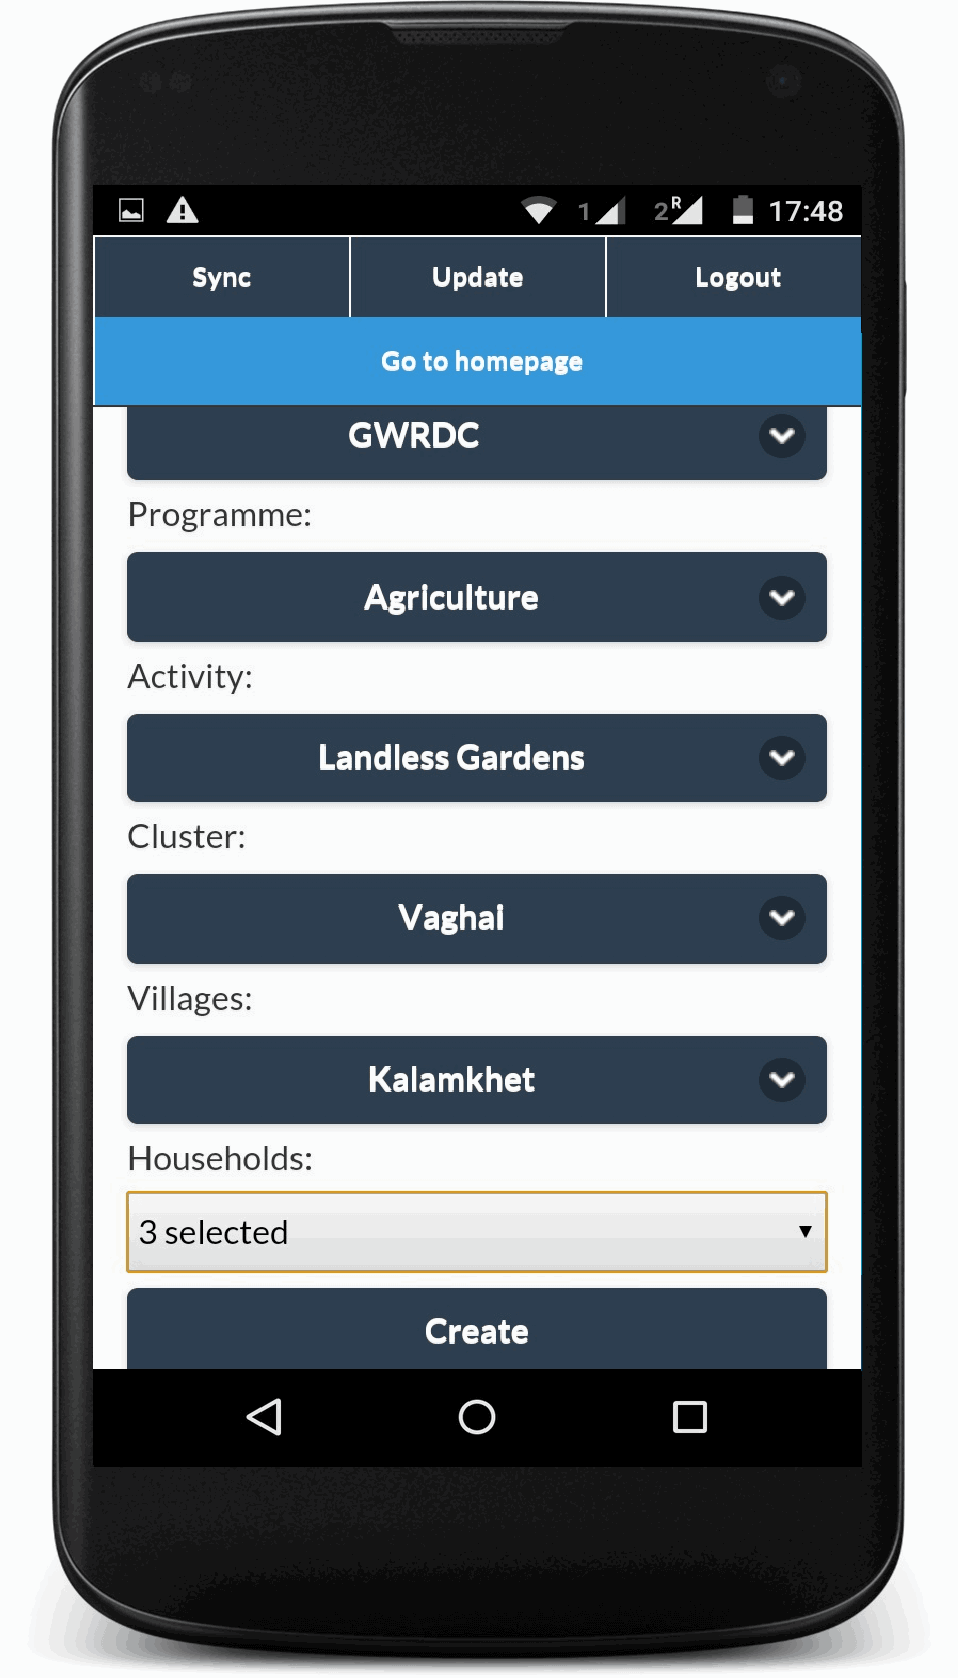 1 2 R 17:48
Sync Update Logout
Go to homepage
GWRDC
Programme:
Agriculture
Activity:
Landless Gardens
Cluster:
Vaghai
Villages:
Kalamkhet
Households:
3 selected
Create